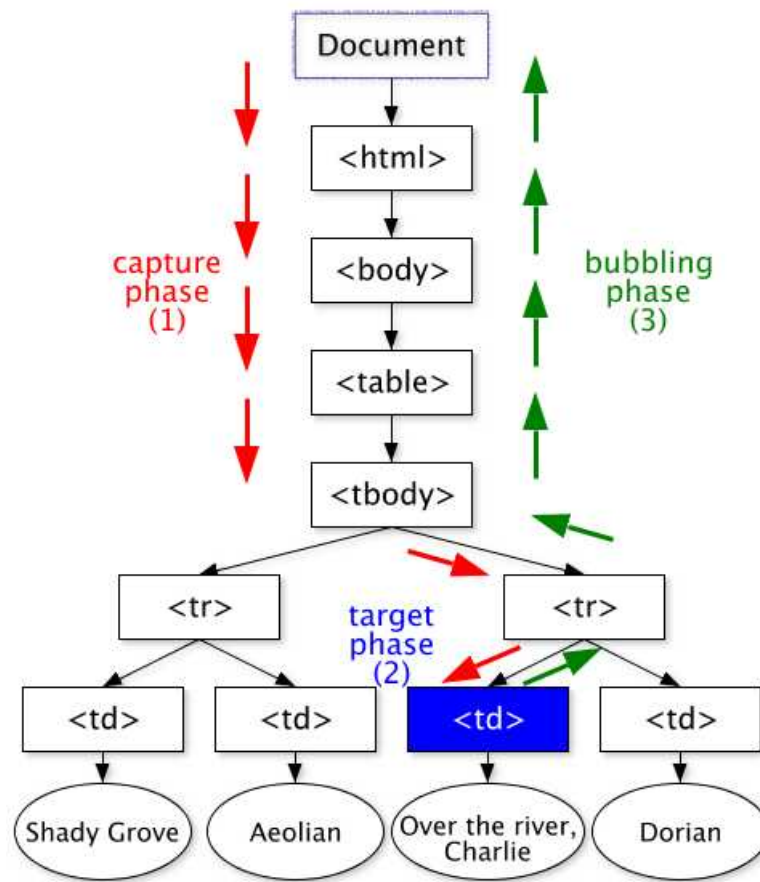 Document
<html>
capture
phase
(1)
<body>
bubbling
phase
(3)
<table>
<tbody>
<tr>
target
phase
(2)
<tr>
<td>
<td>
<td>
<td>
Shady Grove
Aeolian
Over the river,
Charlie
Dorian